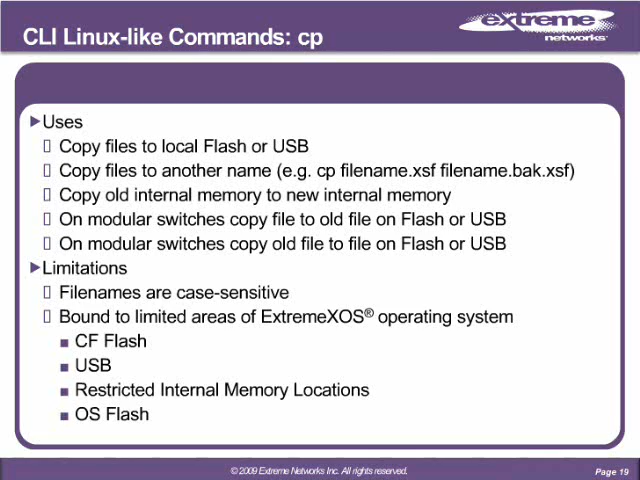 CLI Linux-like Commands: cp
extreme
networks
Uses
Copy files to local Flash or USB
Copy files to another name (e.g. cp filename.xsf filename.bak.xsf)
Copy old internal memory to new internal memory
On modular switches copy file to old file on Flash or USB
On modular switches copy old file to file on Flash or USB
Limitations
Filenames are case-sensitive
Bound to limited areas of ExtremeXOS® operating system
CF Flash
USB
Restricted Internal Memory Locations
OS Flash
© 2009 Extreme Networks Inc. All rights reserved.
Page 19